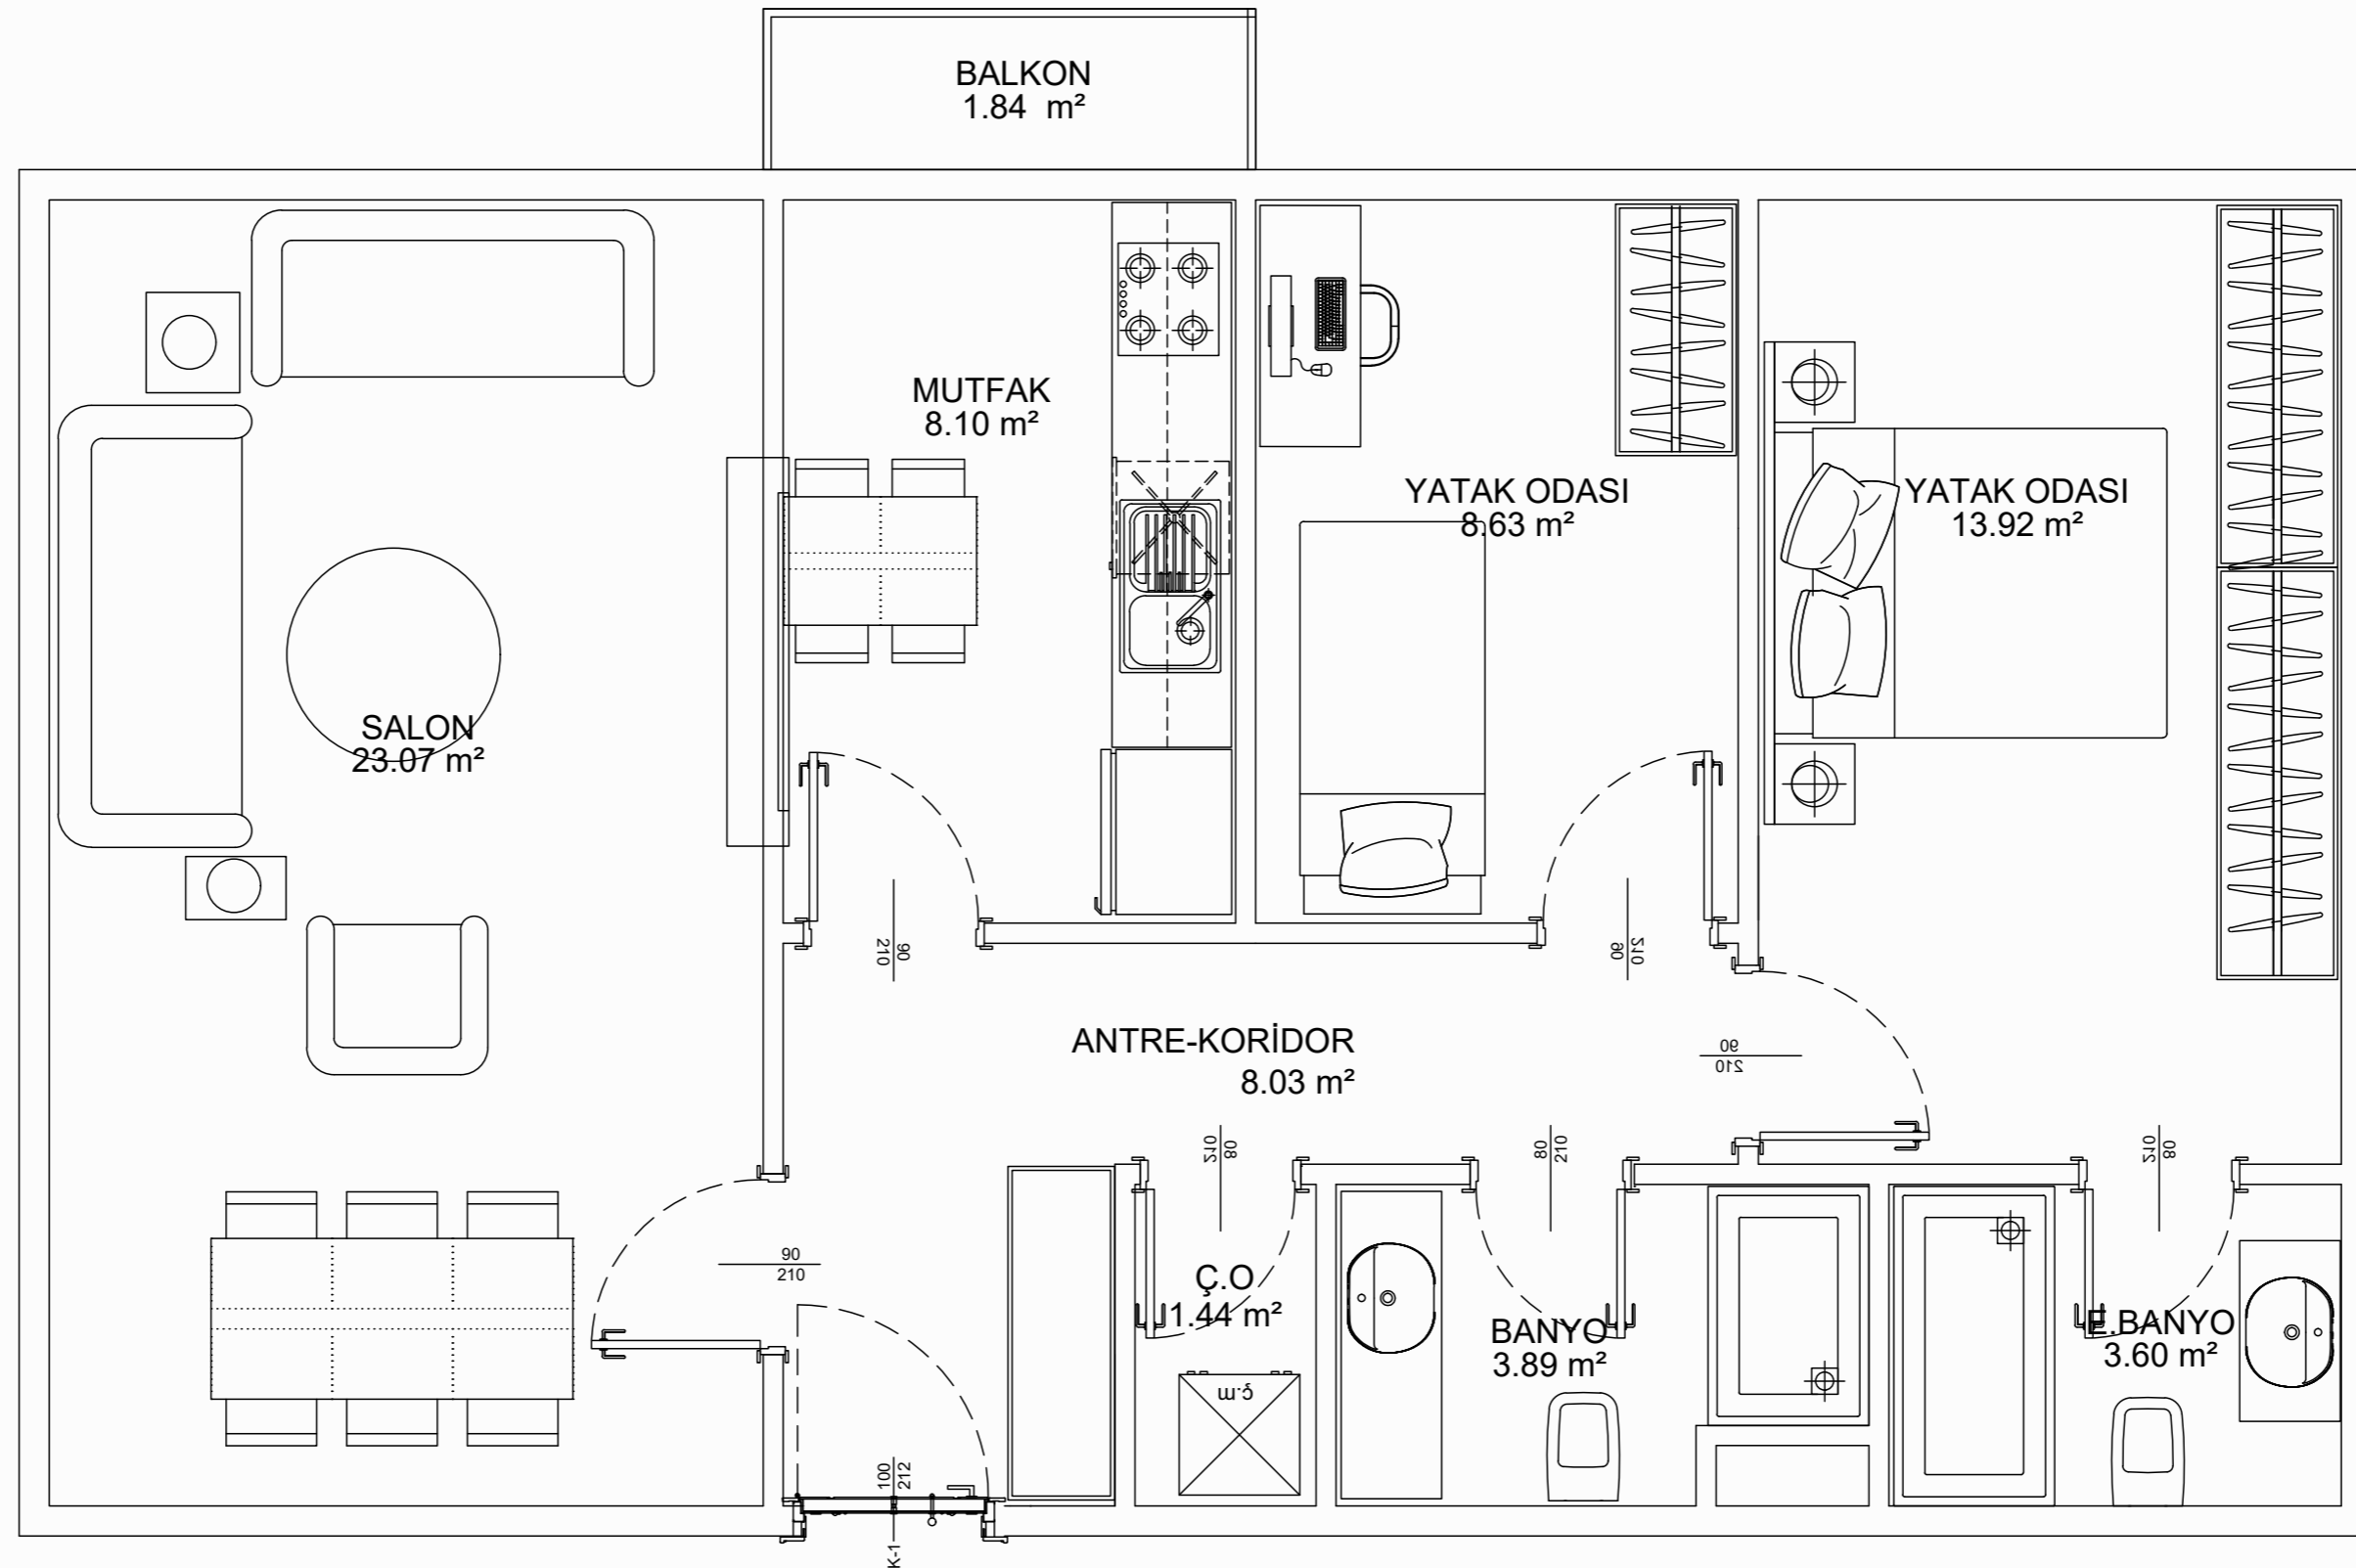 BALKON
1.84 m²
MUTFAK
8.10 m²
YATAK ODASI
8.63 m²
YATAK ODASI
13.92 m²
SALON
23.07 m²
90
210
210
90
ANTRE-KORİDOR
8.03 m²
90
210
210
80
80
210
210
80
90
210
Ç.O
1.44 m²
BANYO
3.89 m²
E.BANYO
3.60 m²
ç.m
100
212
K-1